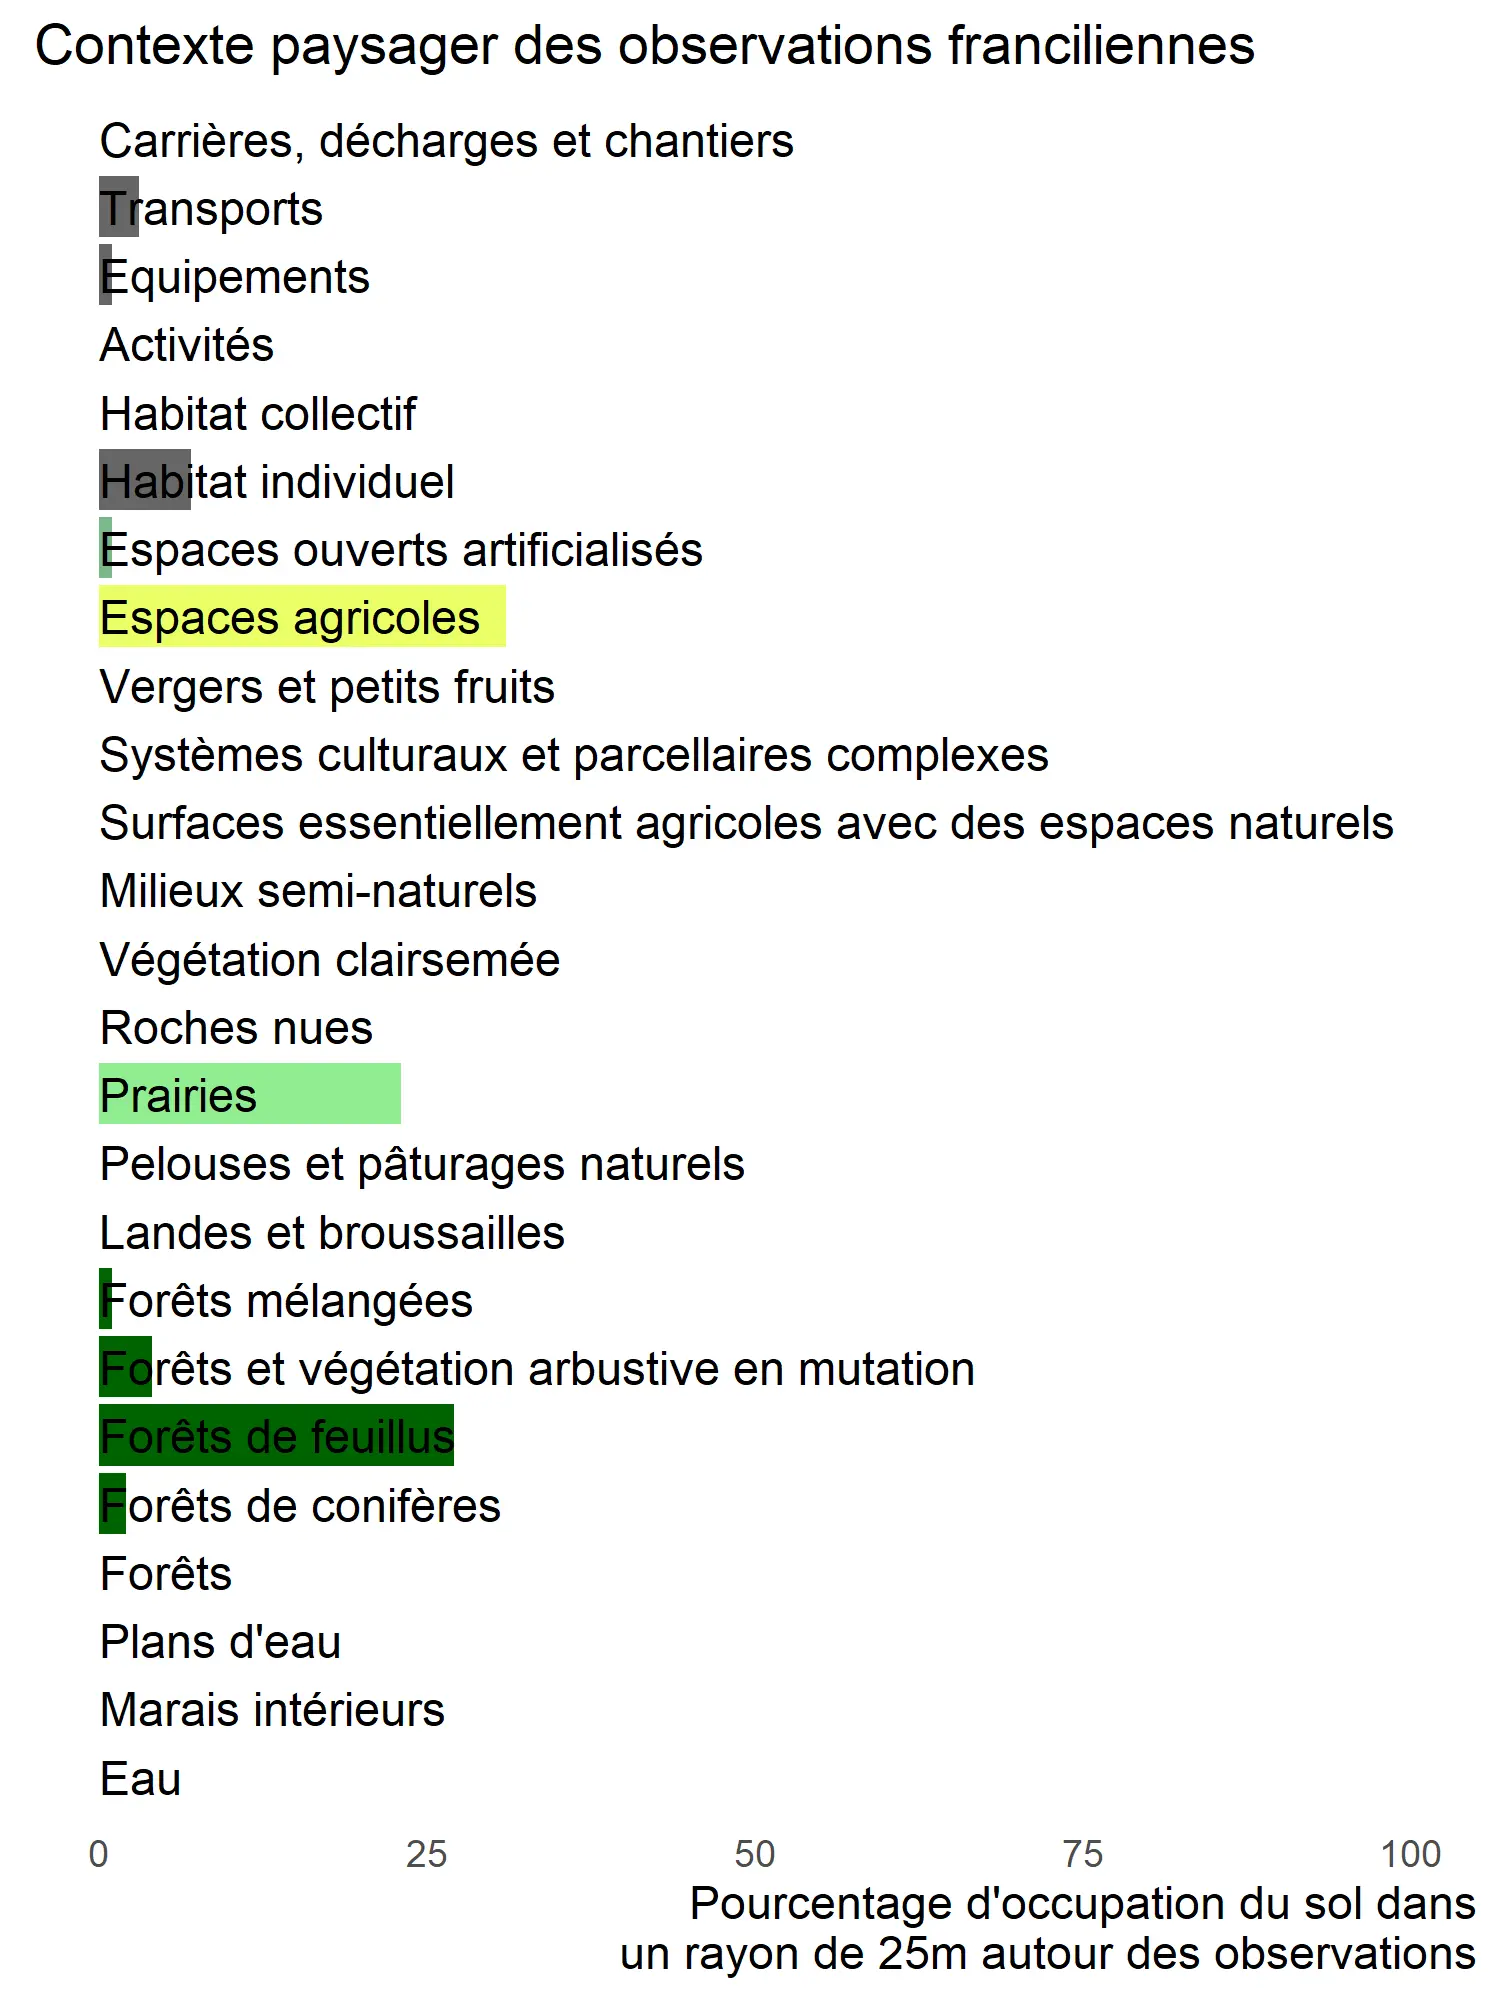 Contexte paysager des observations franciliennes
Carrières, décharges et chantiers
Transports
Equipements
Activités
Habitat collectif
Habitat individuel
Espaces ouverts artificialisés
Espaces agricoles
Vergers et petits fruits
Systèmes culturaux et parcellaires complexes
Surfaces essentiellement agricoles avec des espaces naturels
Milieux semi-naturels
Végétation clairsemée
Roches nues
Prairies
Pelouses et pâturages naturels
Landes et broussailles
Forêts mélangées
Forêts et végétation arbustive en mutation
Forêts de feuillus
Forêts de conifères
Forêts
Plans d'eau
Marais intérieurs
Eau
0 25 50 75 100
Pourcentage d'occupation du sol dans
un rayon de 25m autour des observations